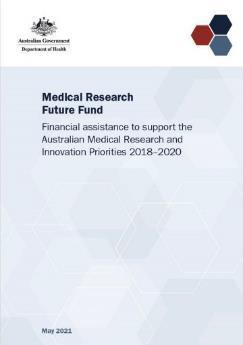 Australian Government
Department of Health
Medical Research
Future Fund
Financial assistance to support the
Australian Medical Research and
Innovation Priorities 2018–2020
May 2021